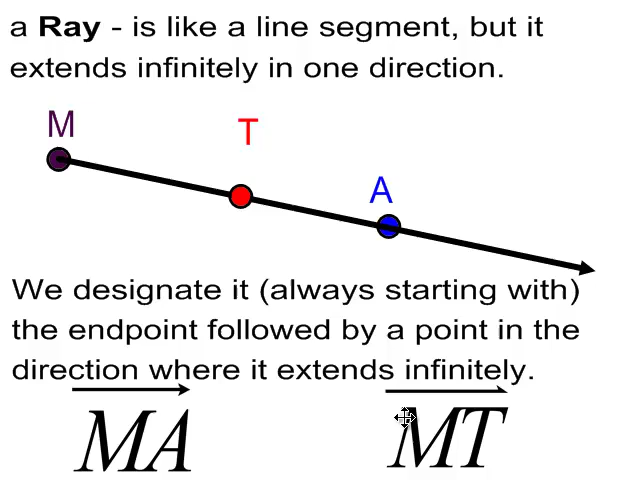 a Ray - is like a line segment, but it
extends infinitely in one direction.
M
T
A
We designate it (always starting with)
the endpoint followed by a point in the
direction where it extends infinitely.
MA MT